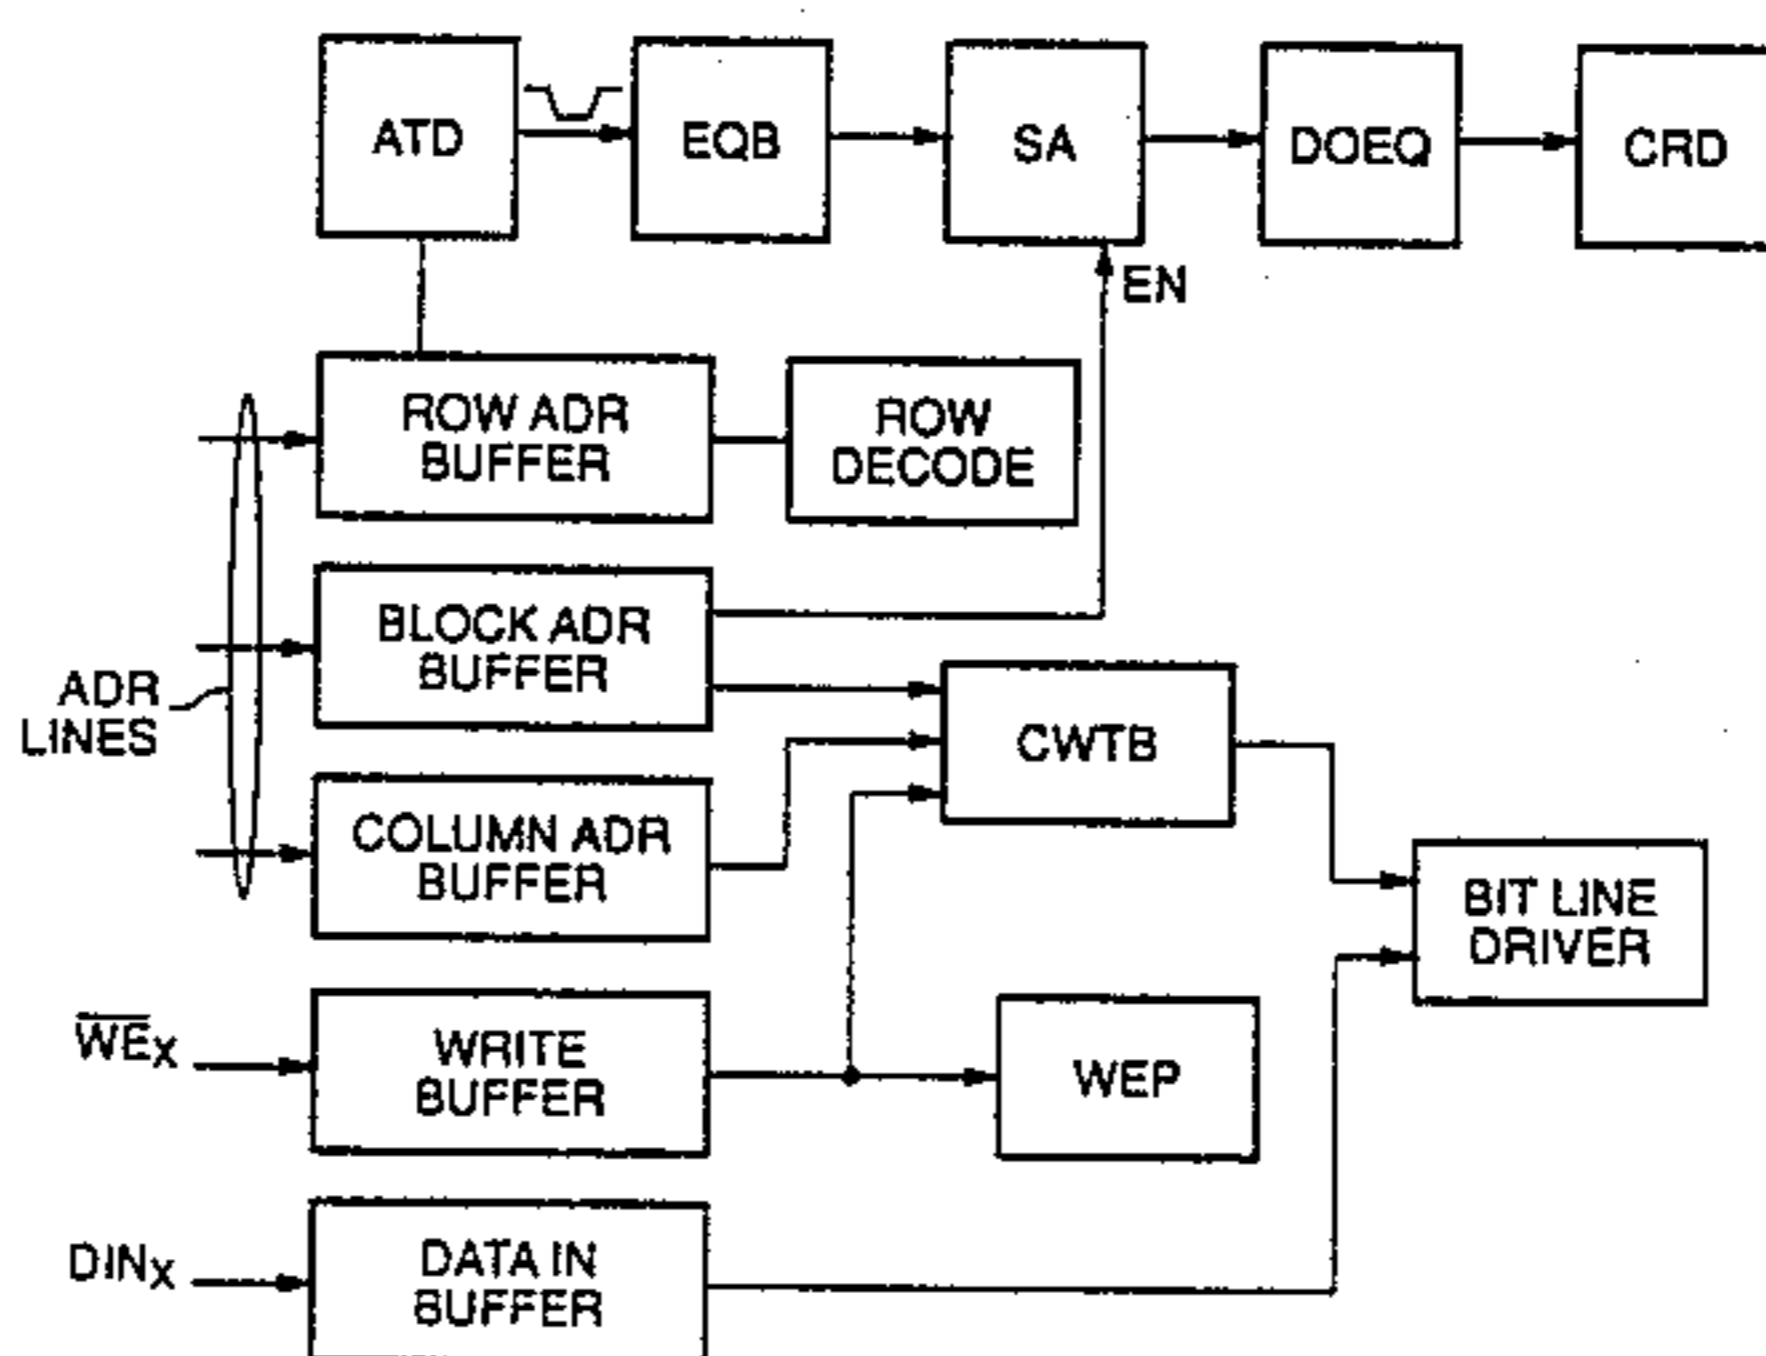 ATD
EQB
SA
DOEQ
CRD
EN
ROW ADR
BUFFER
ROW
DECODE
BLOCK ADR
BUFFER
ADR
LINES
CWTB
COLUMN ADR
BUFFER
BIT LINE
DRIVER
W̅E̅X
WRITE
BUFFER
WEP
DINX
DATA IN
BUFFER